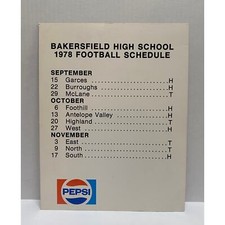 BAKERSFIELD HIGH SCHOOL
1978 FOOTBALL SCHEDULE
SEPTEMBER
15 Garces ........................ H
22 Burroughs ........................ H
29 McLane ........................ T
OCTOBER
6 Foothill ........................ H
13 Antelope Valley ........................ H
20 Highland ........................ T
27 West ........................ H
NOVEMBER
3 East ........................ T
9 North ........................ T
17 South ........................ H
PEPSI